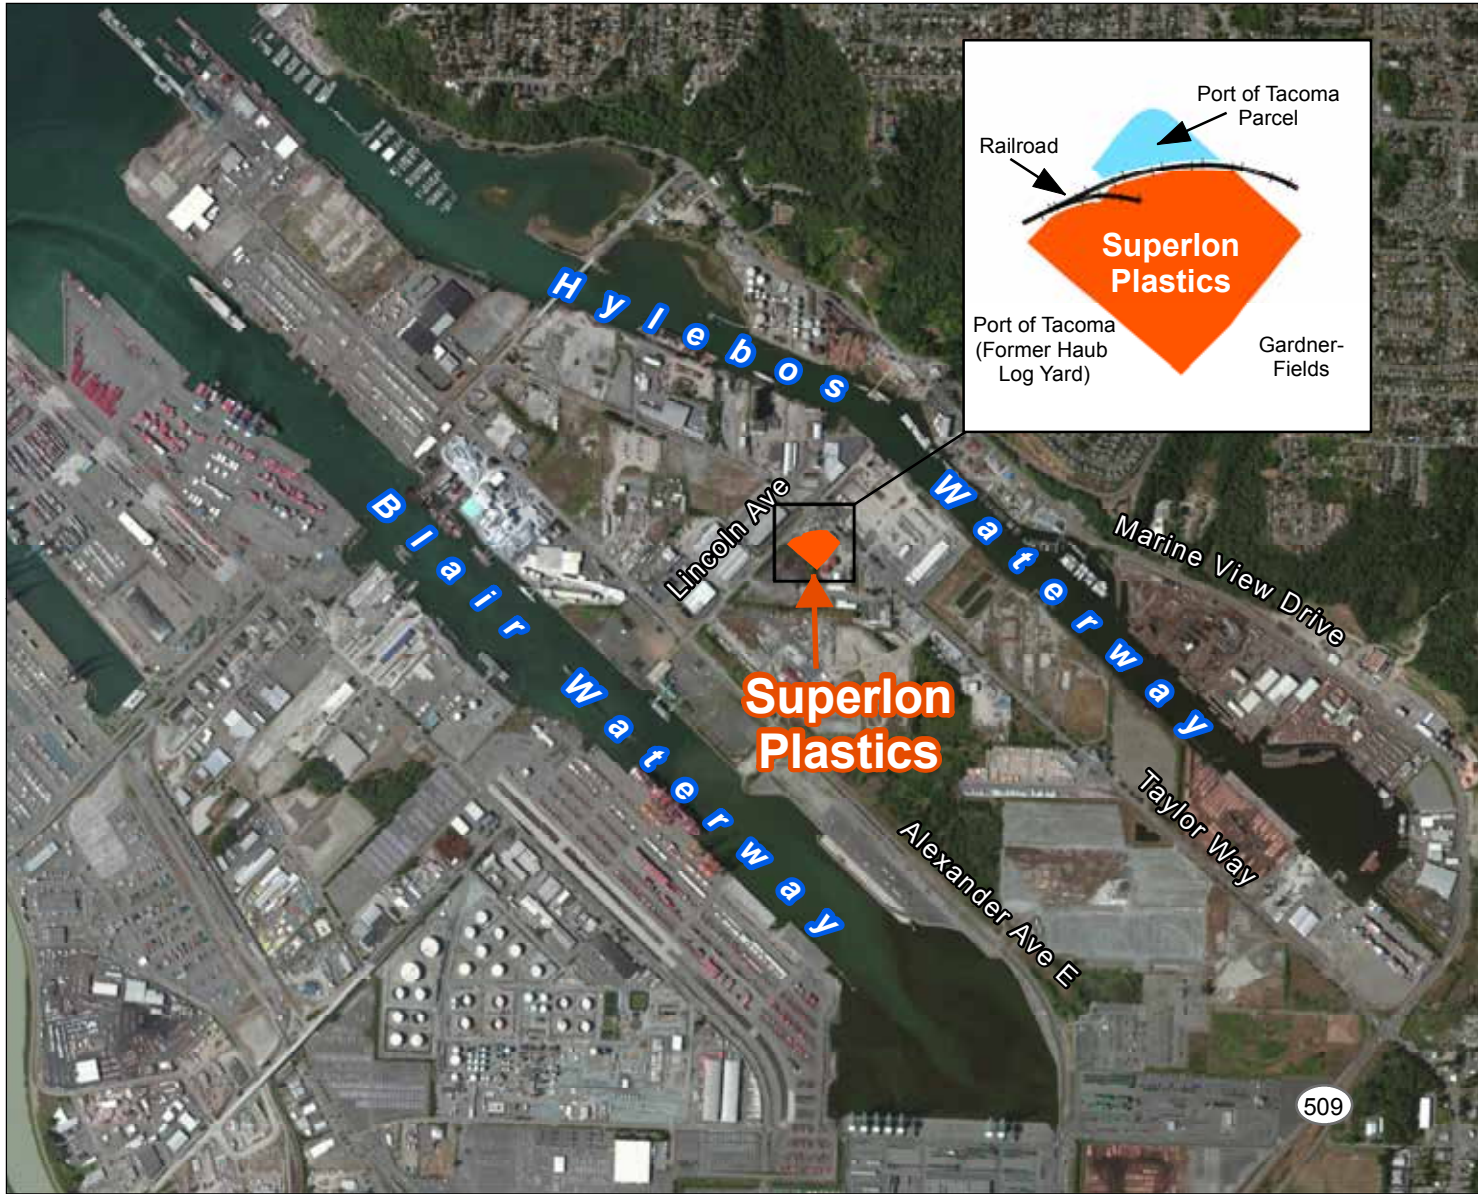 Port of Tacoma
Parcel
Railroad
Superlon
Plastics
Port of Tacoma
(Former Haub
Log Yard)
Gardner-
Fields
Hylebos Waterway
Blair Waterway
Lincoln Ave
Marine View Drive
Superlon
Plastics
Taylor Way
Alexander Ave E
509